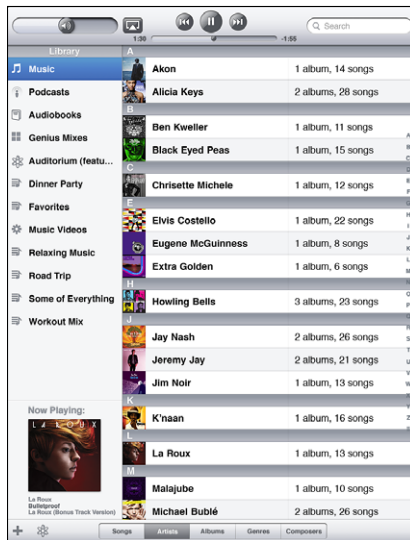 Search
1:30
-1:55
Library
Music
Podcasts
Audiobooks
Genius Mixes
Auditorium (featu...
Dinner Party
Favorites
Music Videos
Relaxing Music
Road Trip
Some of Everything
Workout Mix
Now Playing:
LA ROUX
La Roux
Bulletproof
La Roux (Bonus Track Version)
A
Akon 1 album, 14 songs
Alicia Keys 2 albums, 28 songs
B
Ben Kweller 1 album, 11 songs
Black Eyed Peas 1 album, 15 songs
C
Chrisette Michele 1 album, 12 songs
E
Elvis Costello 1 album, 22 songs
Eugene McGuinness 1 album, 8 songs
Extra Golden 1 album, 6 songs
H
Howling Bells 3 albums, 23 songs
J
Jay Nash 2 albums, 26 songs
Jeremy Jay 2 albums, 21 songs
Jim Noir 1 album, 13 songs
K
K'naan 1 album, 16 songs
L
La Roux 1 album, 13 songs
M
Malajube 1 album, 10 songs
Michael Bublé 2 albums, 26 songs
Songs
Artists
Albums
Genres
Composers